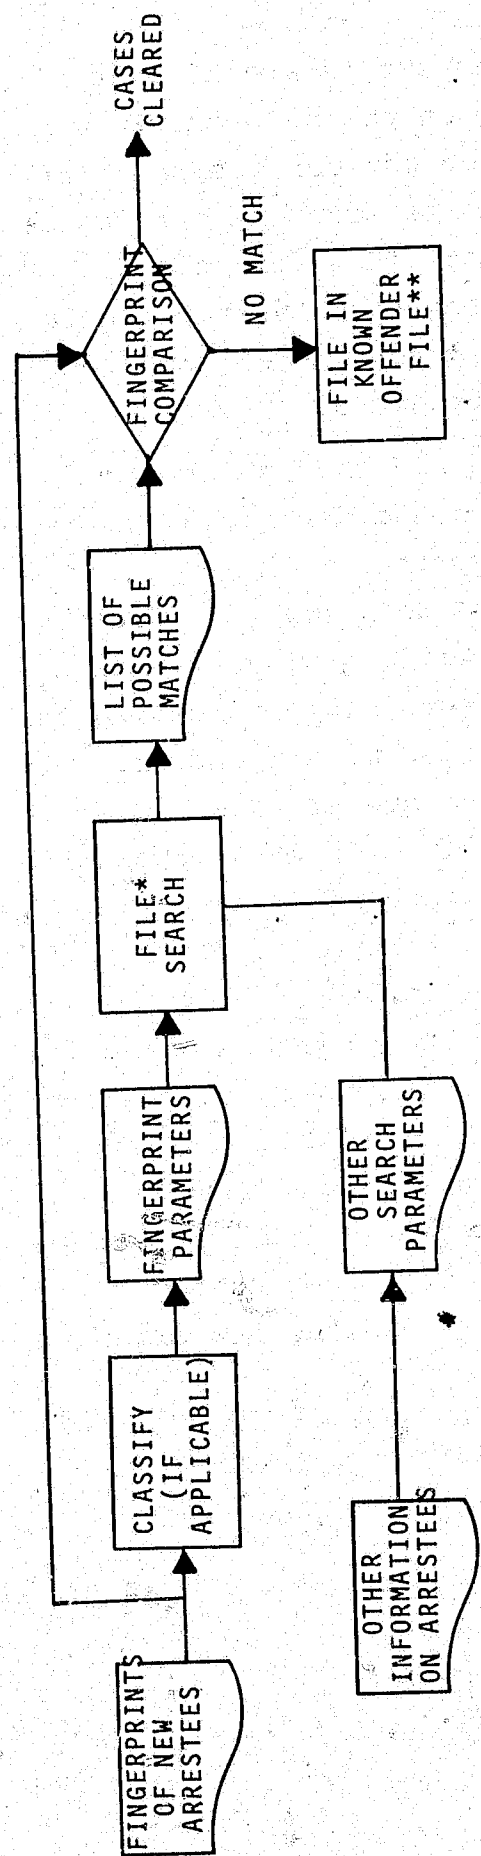 FINGERPRINTS
OF NEW
ARRESTEES
CLASSIFY
(IF
APPLICABLE)
FINGERPRINT
PARAMETERS
FILE*
SEARCH
LIST OF
POSSIBLE
MATCHES
FINGERPRINT
COMPARISON
CASES
CLEARED
NO MATCH
FILE IN
KNOWN
OFFENDER
FILE**
OTHER
INFORMATION
ON ARRESTEES
OTHER
SEARCH
PARAMETERS